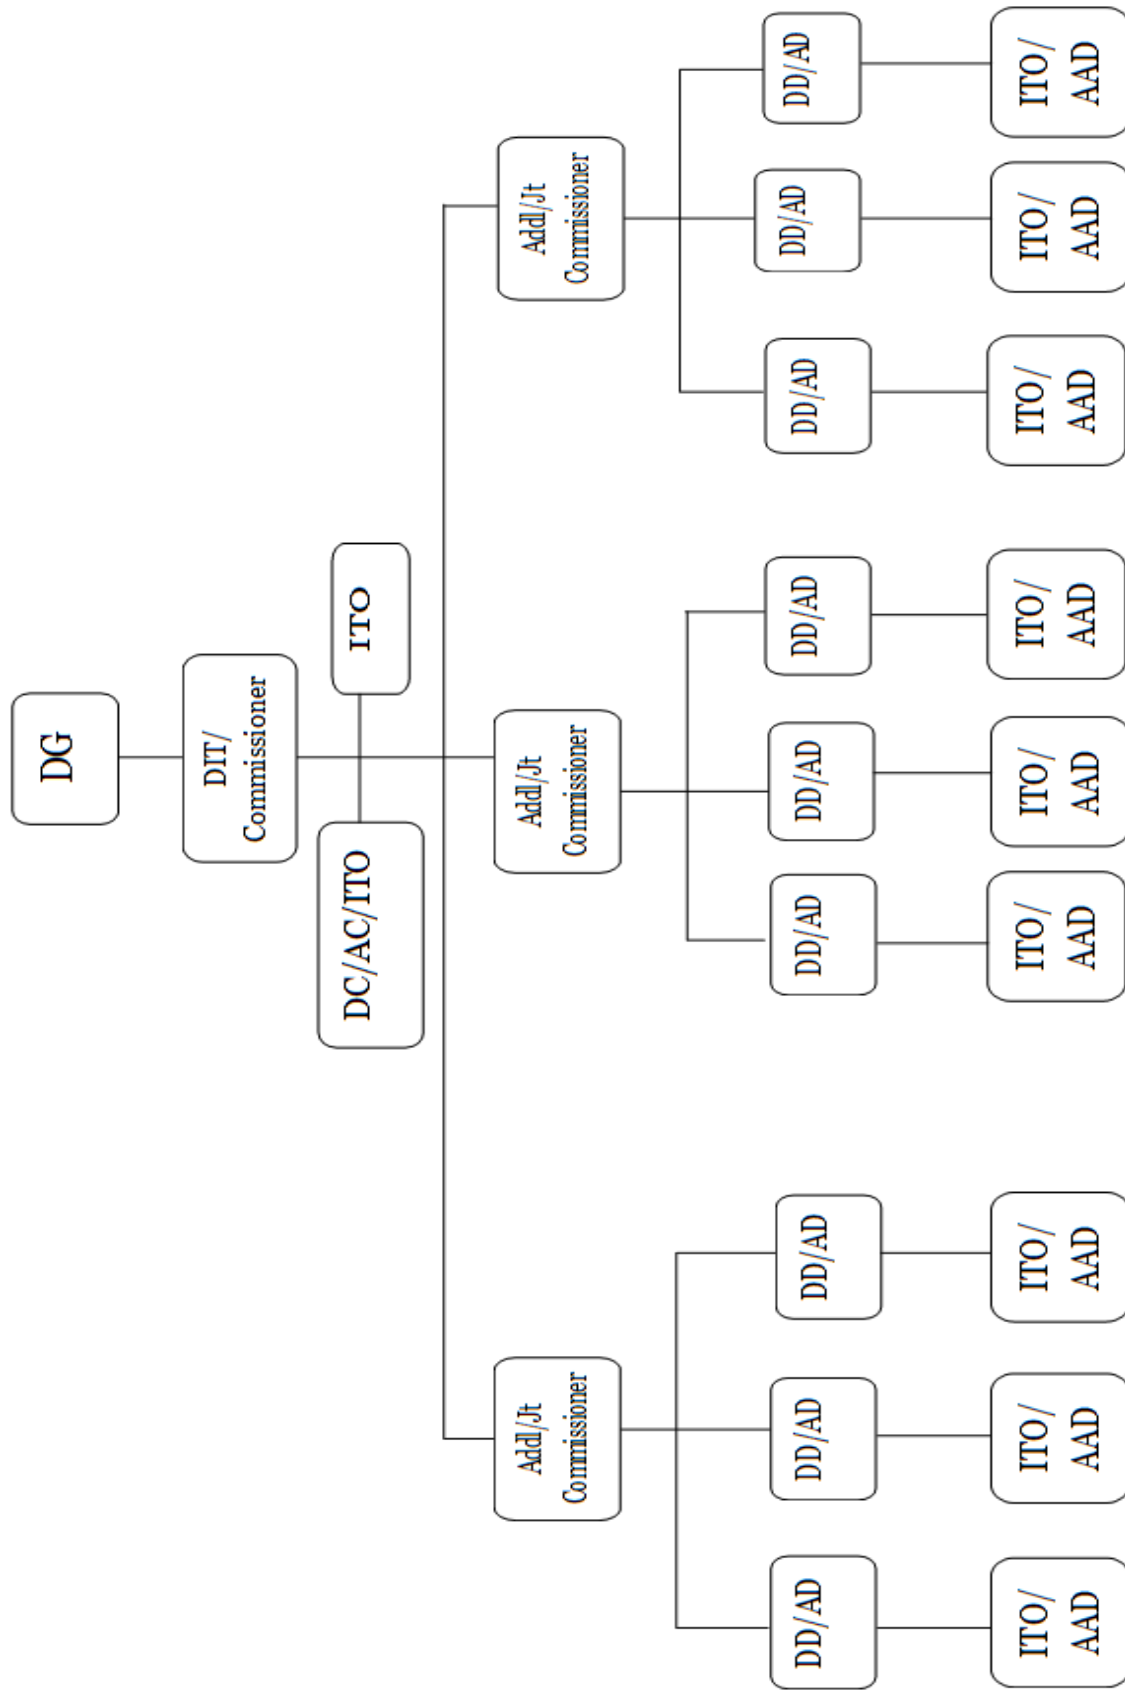 DG
DIT/
Commissioner
DC/AC/ITO
ITO
Addl/Jt
Commissioner
Addl/Jt
Commissioner
Addl/Jt
Commissioner
DD/AD
DD/AD
DD/AD
DD/AD
DD/AD
DD/AD
DD/AD
DD/AD
DD/AD
ITO/
AAD
ITO/
AAD
ITO/
AAD
ITO/
AAD
ITO/
AAD
ITO/
AAD
ITO/
AAD
ITO/
AAD
ITO/
AAD